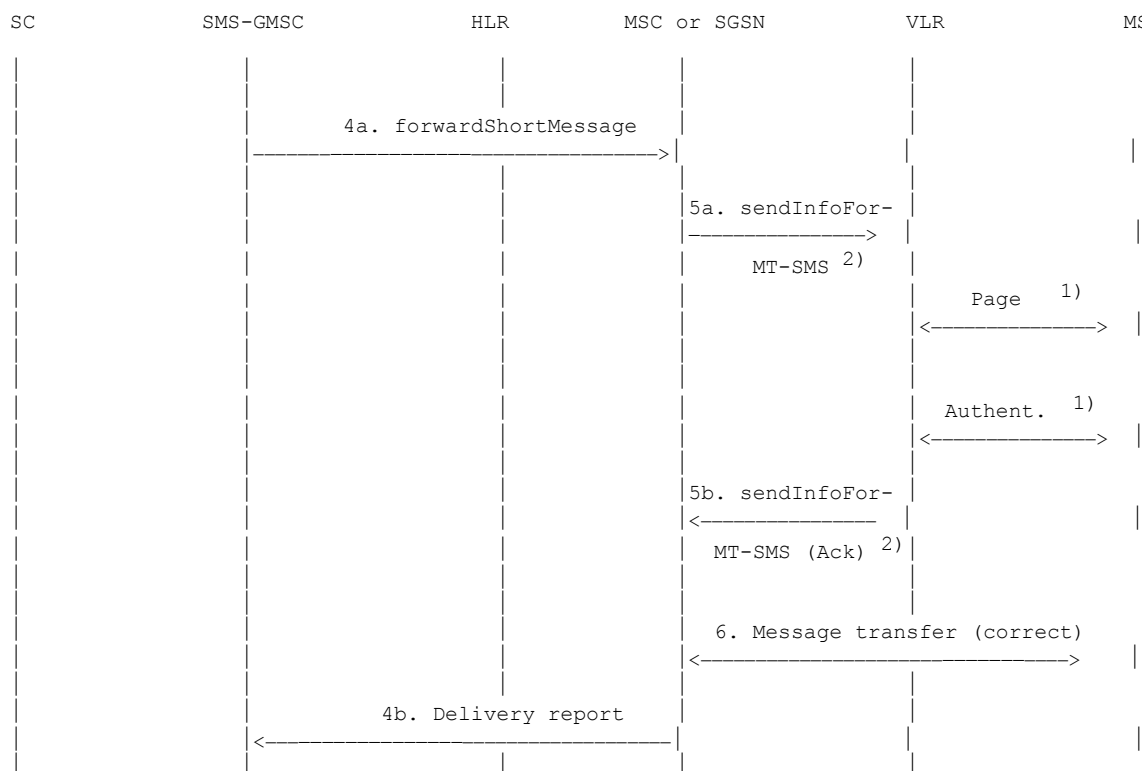 SC SMS-GMSC HLR MSC or SGSN VLR MS
4a. forwardShortMessage
5a. sendInfoFor-
MT-SMS 2)
Page 1)
Authent. 1)
5b. sendInfoFor-
MT-SMS (Ack) 2)
6. Message transfer (correct)
4b. Delivery report